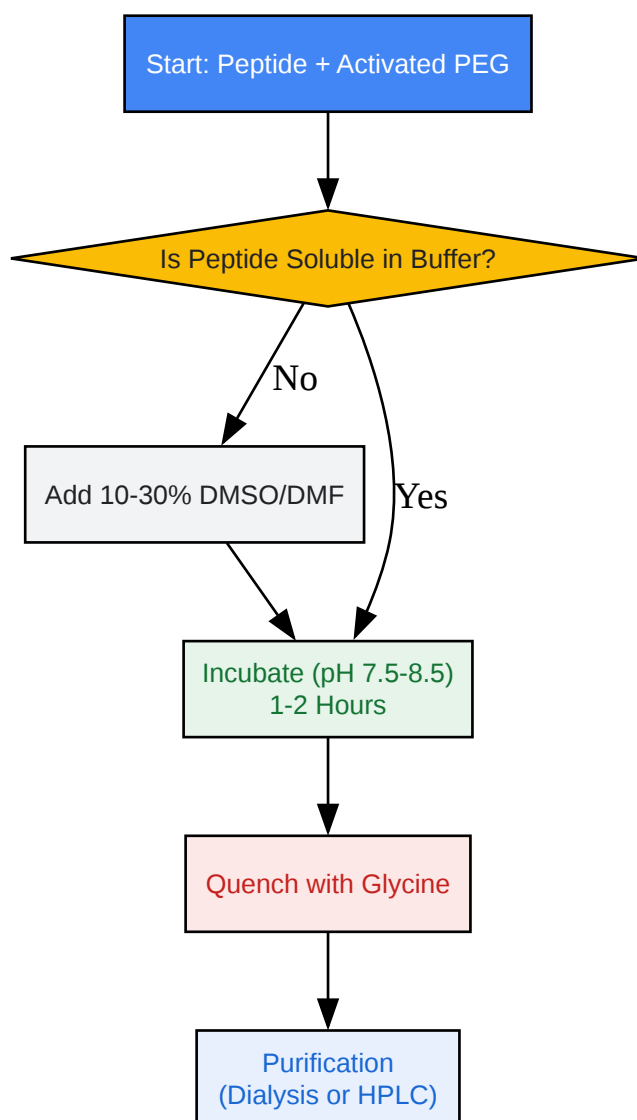 Start: Peptide + Activated PEG
Is Peptide Soluble in Buffer?
No
Add 10-30% DMSO/DMF
Yes
Incubate (pH 7.5-8.5)
1-2 Hours
Quench with Glycine
Purification
(Dialysis or HPLC)